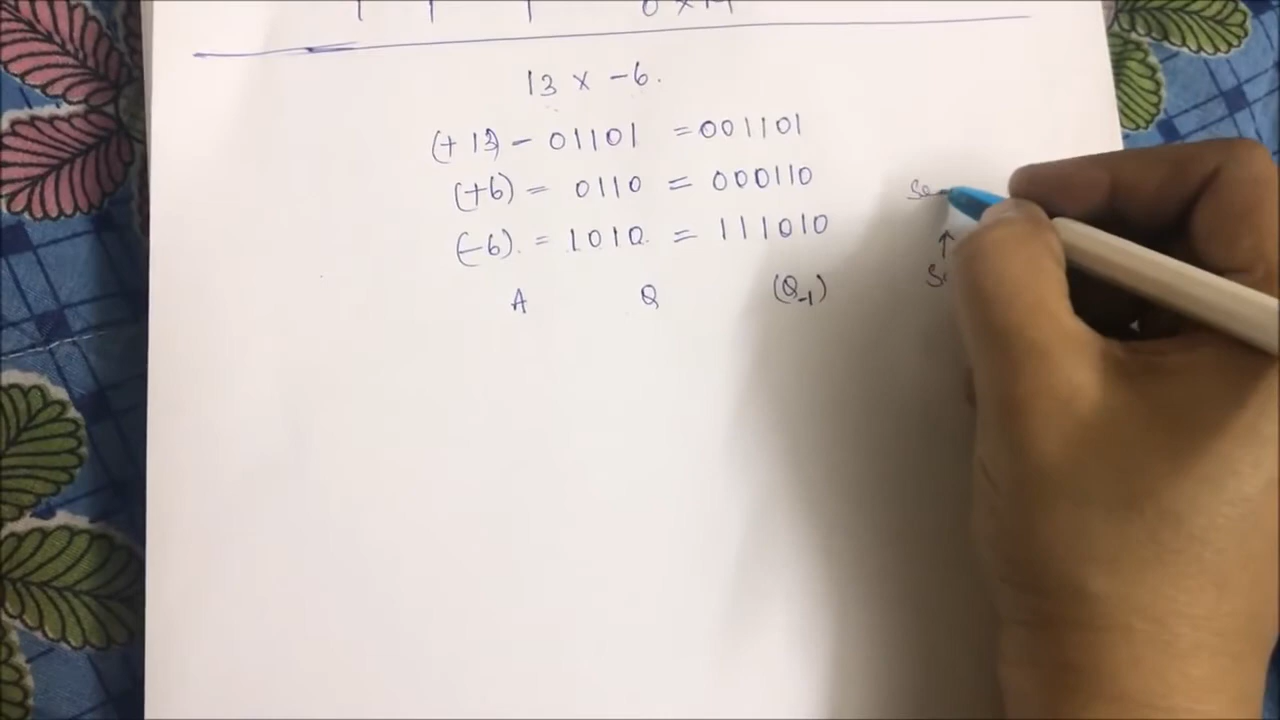 13 x -6.
(+ 13) - 01101 = 001101
(+6) = 0110 = 000110
(-6). = 1010. = 111010
A Q (Q-1)